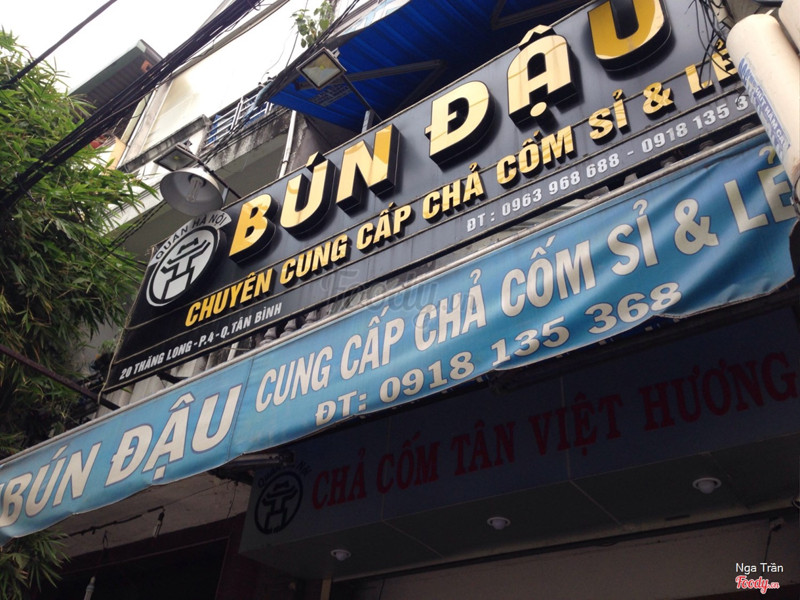 QUÁN HÀ NỘI
BÚN ĐẬU
CHUYÊN CUNG CẤP CHẢ CỐM SỈ & LẺ
ĐT : 0963 968 688 - 0918 135 3
20 THĂNG LONG - P.4 - Q.TÂN BÌNH
BÚN ĐẬU CUNG CẤP CHẢ CỐM SỈ & LẺ
ĐT: 0918 135 368
CHẢ CỐM TÂN VIỆT HƯƠNG
Foody.vn
Nga Trần
Foody.vn